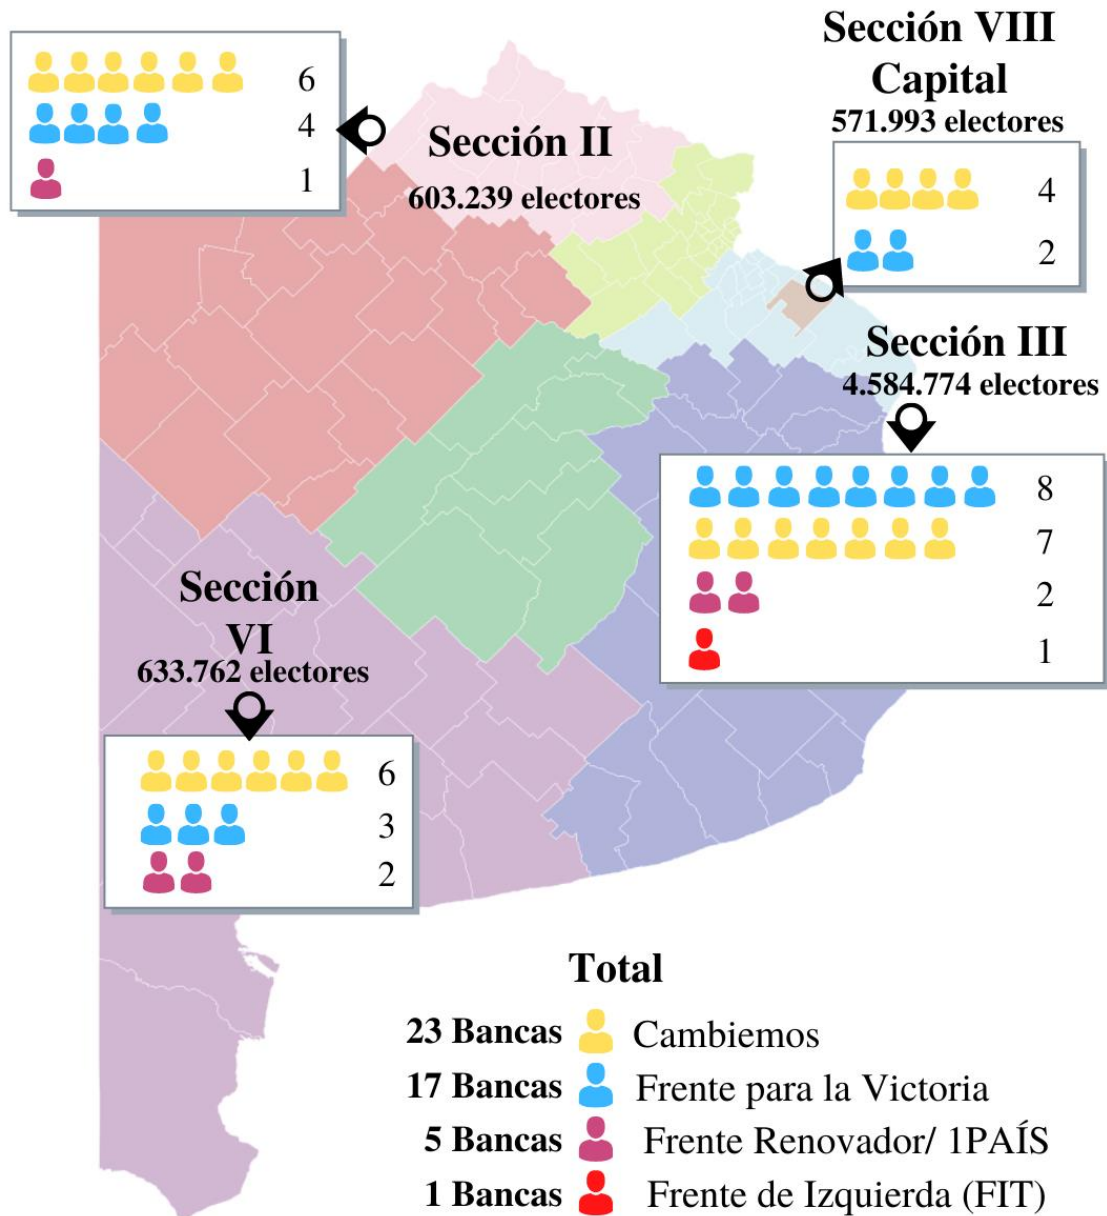 6
4
1
Sección II
603.239 electores
Sección VIII
Capital
571.993 electores
4
2
Sección III
4.584.774 electores
8
7
2
1
Sección
VI
633.762 electores
6
3
2
Total
23 Bancas Cambiemos
17 Bancas Frente para la Victoria
5 Bancas Frente Renovador/ 1PAÍS
1 Bancas Frente de Izquierda (FIT)